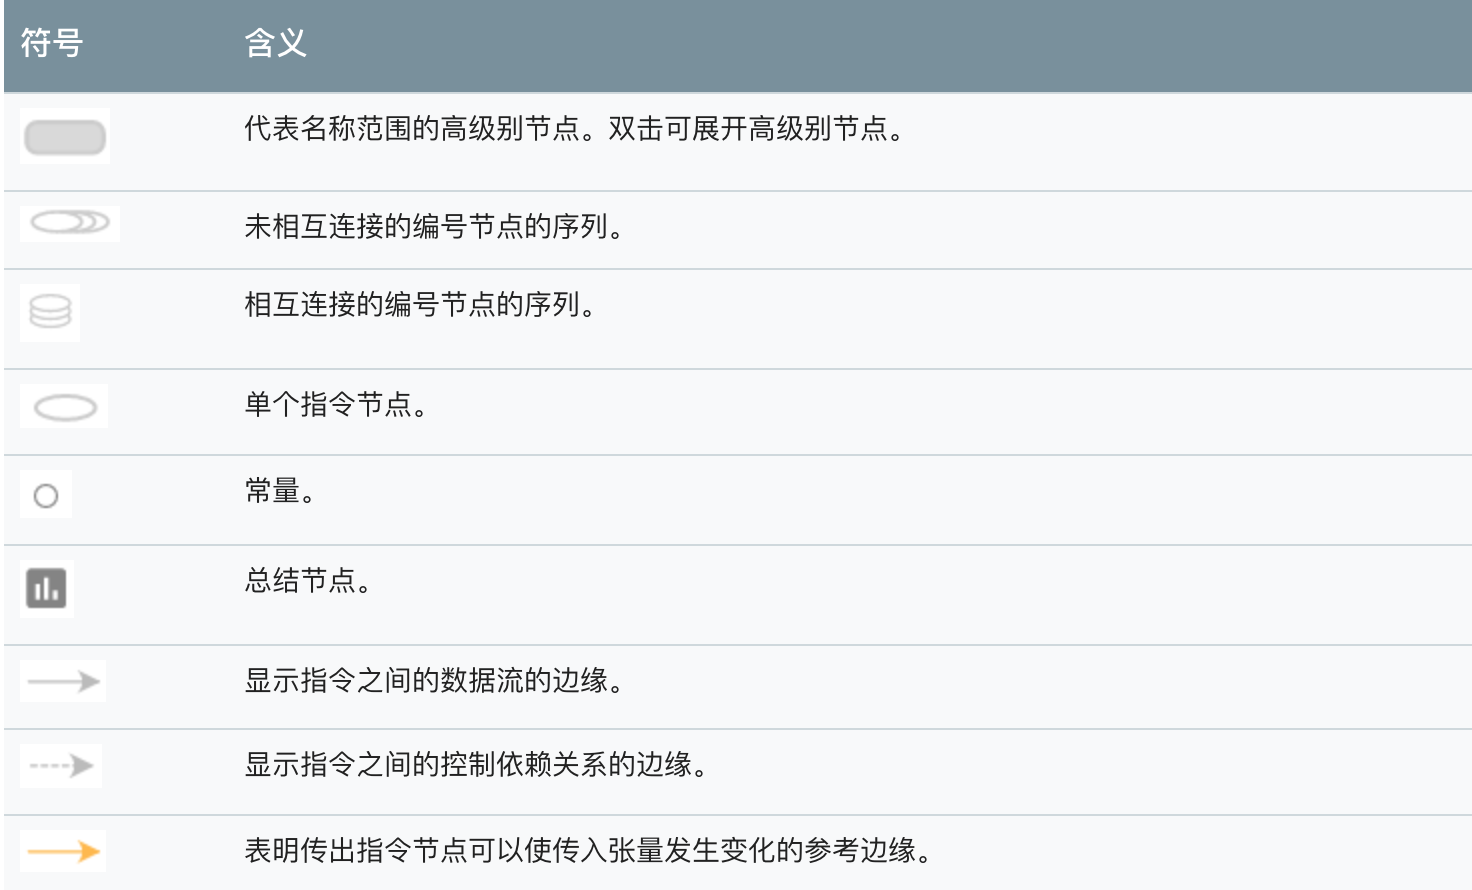 符号 含义
代表名称范围的高级别节点。双击可展开高级别节点。
未相互连接的编号节点的序列。
相互连接的编号节点的序列。
单个指令节点。
常量。
总结节点。
显示指令之间的数据流的边缘。
显示指令之间的控制依赖关系的边缘。
表明传出指令节点可以使传入张量发生变化的参考边缘。